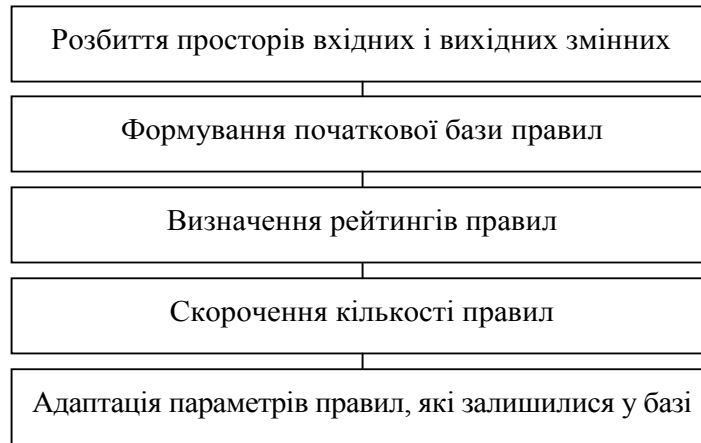 Розбиття просторів вхідних і вихідних змінних
Формування початкової бази правил
Визначення рейтингів правил
Скорочення кількості правил
Адаптація параметрів правил, які залишилися у базі